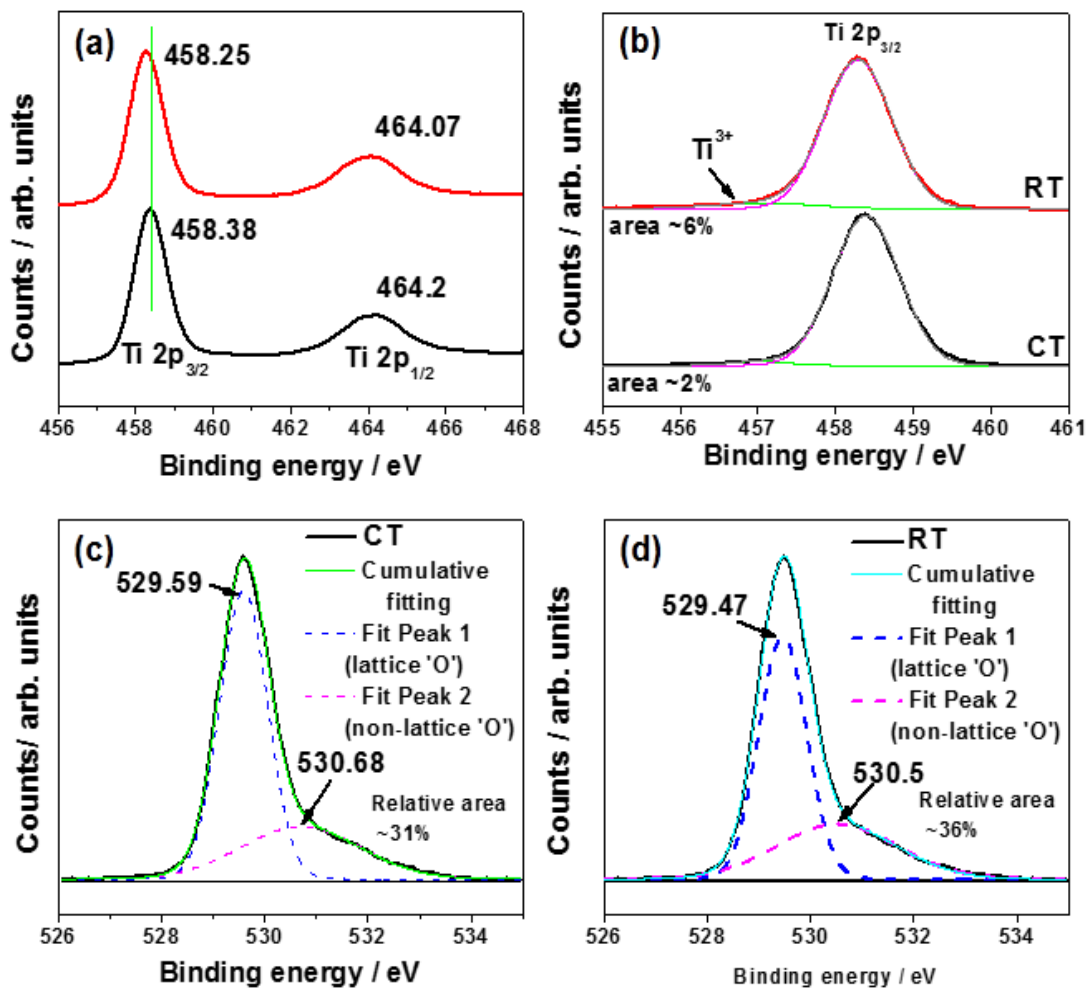 (a)
458.25
464.07
458.38
464.2
Ti 2p3/2
Ti 2p1/2
Counts / arb. units
456 458 460 462 464 466 468
Binding energy / eV
(b)
Ti 2p3/2
Ti3+
RT
area ~6%
CT
area ~2%
Counts / arb. units
455 456 457 458 459 460 461
Binding energy / eV
(c)
CT
Cumulative
fitting
Fit Peak 1
(lattice 'O')
Fit Peak 2
(non-lattice 'O')
529.59
530.68
Relative area
~31%
Counts/ arb. units
526 528 530 532 534
Binding energy / eV
(d)
RT
Cumulative
fitting
Fit Peak 1
(lattice 'O')
Fit Peak 2
(non-lattice 'O')
529.47
530.5
Relative area
~36%
Counts / arb. units
526 528 530 532 534
Binding energy / eV